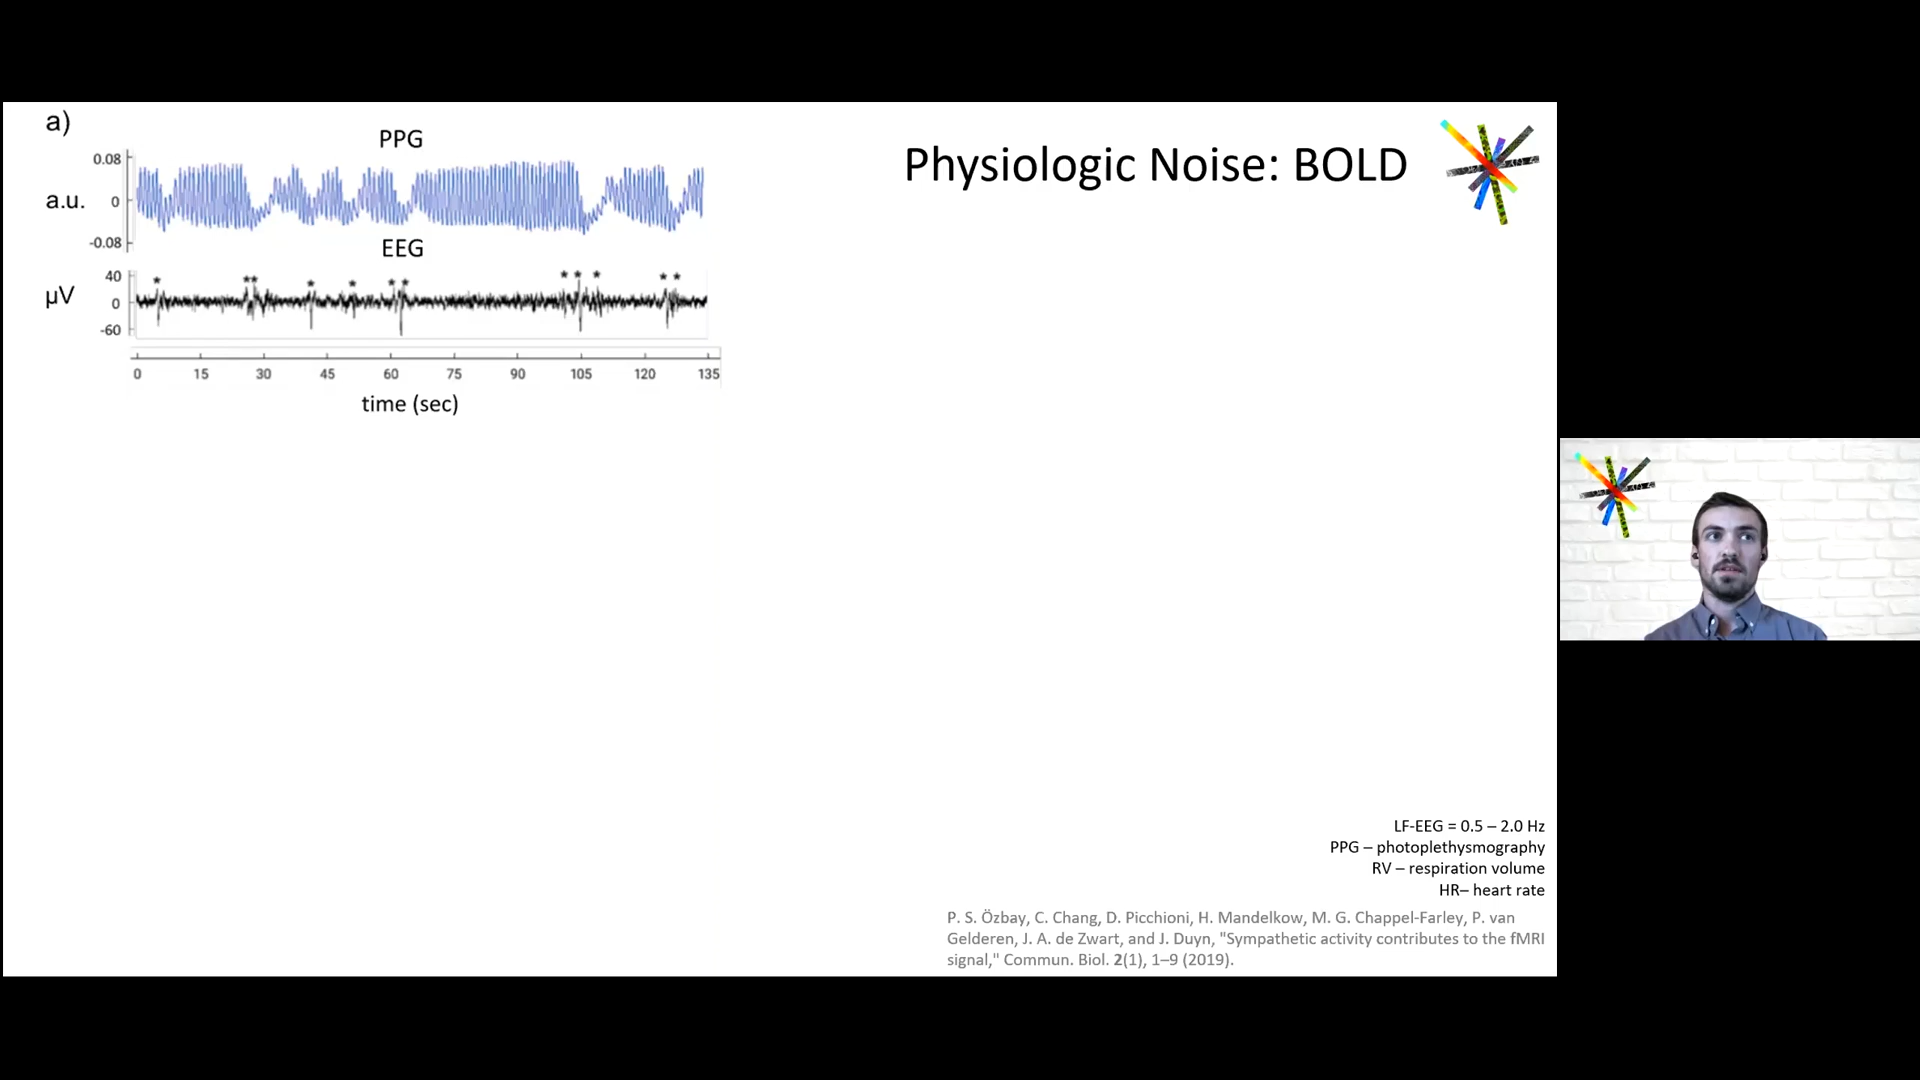 a)
PPG
0.08
a.u.
0
-0.08
EEG
* ** * * * * * * * * *
40
µV
0
-60
0 15 30 45 60 75 90 105 120 135
time (sec)
Physiologic Noise: BOLD
LF-EEG = 0.5 – 2.0 Hz
PPG – photoplethysmography
RV – respiration volume
HR– heart rate
P. S. Özbay, C. Chang, D. Picchioni, H. Mandelkow, M. G. Chappel-Farley, P. van
Gelderen, J. A. de Zwart, and J. Duyn, "Sympathetic activity contributes to the fMRI
signal," Commun. Biol. 2(1), 1–9 (2019).